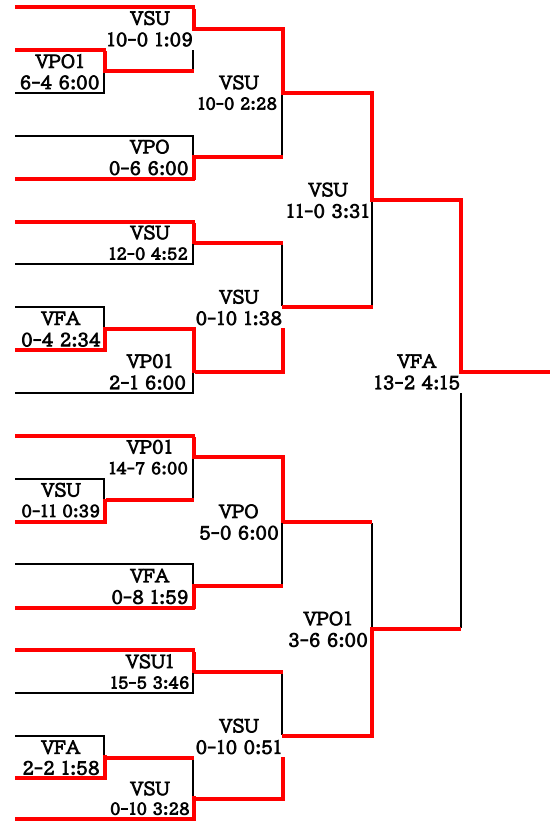 VSU
10-0 1:09
VPO1
6-4 6:00
VSU
10-0 2:28
VPO
0-6 6:00
VSU
11-0 3:31
VSU
12-0 4:52
VSU
0-10 1:38
VFA
0-4 2:34
VP01
2-1 6:00
VFA
13-2 4:15
VP01
14-7 6:00
VSU
0-11 0:39
VPO
5-0 6:00
VFA
0-8 1:59
VPO1
3-6 6:00
VSU1
15-5 3:46
VSU
0-10 0:51
VFA
2-2 1:58
VSU
0-10 3:28